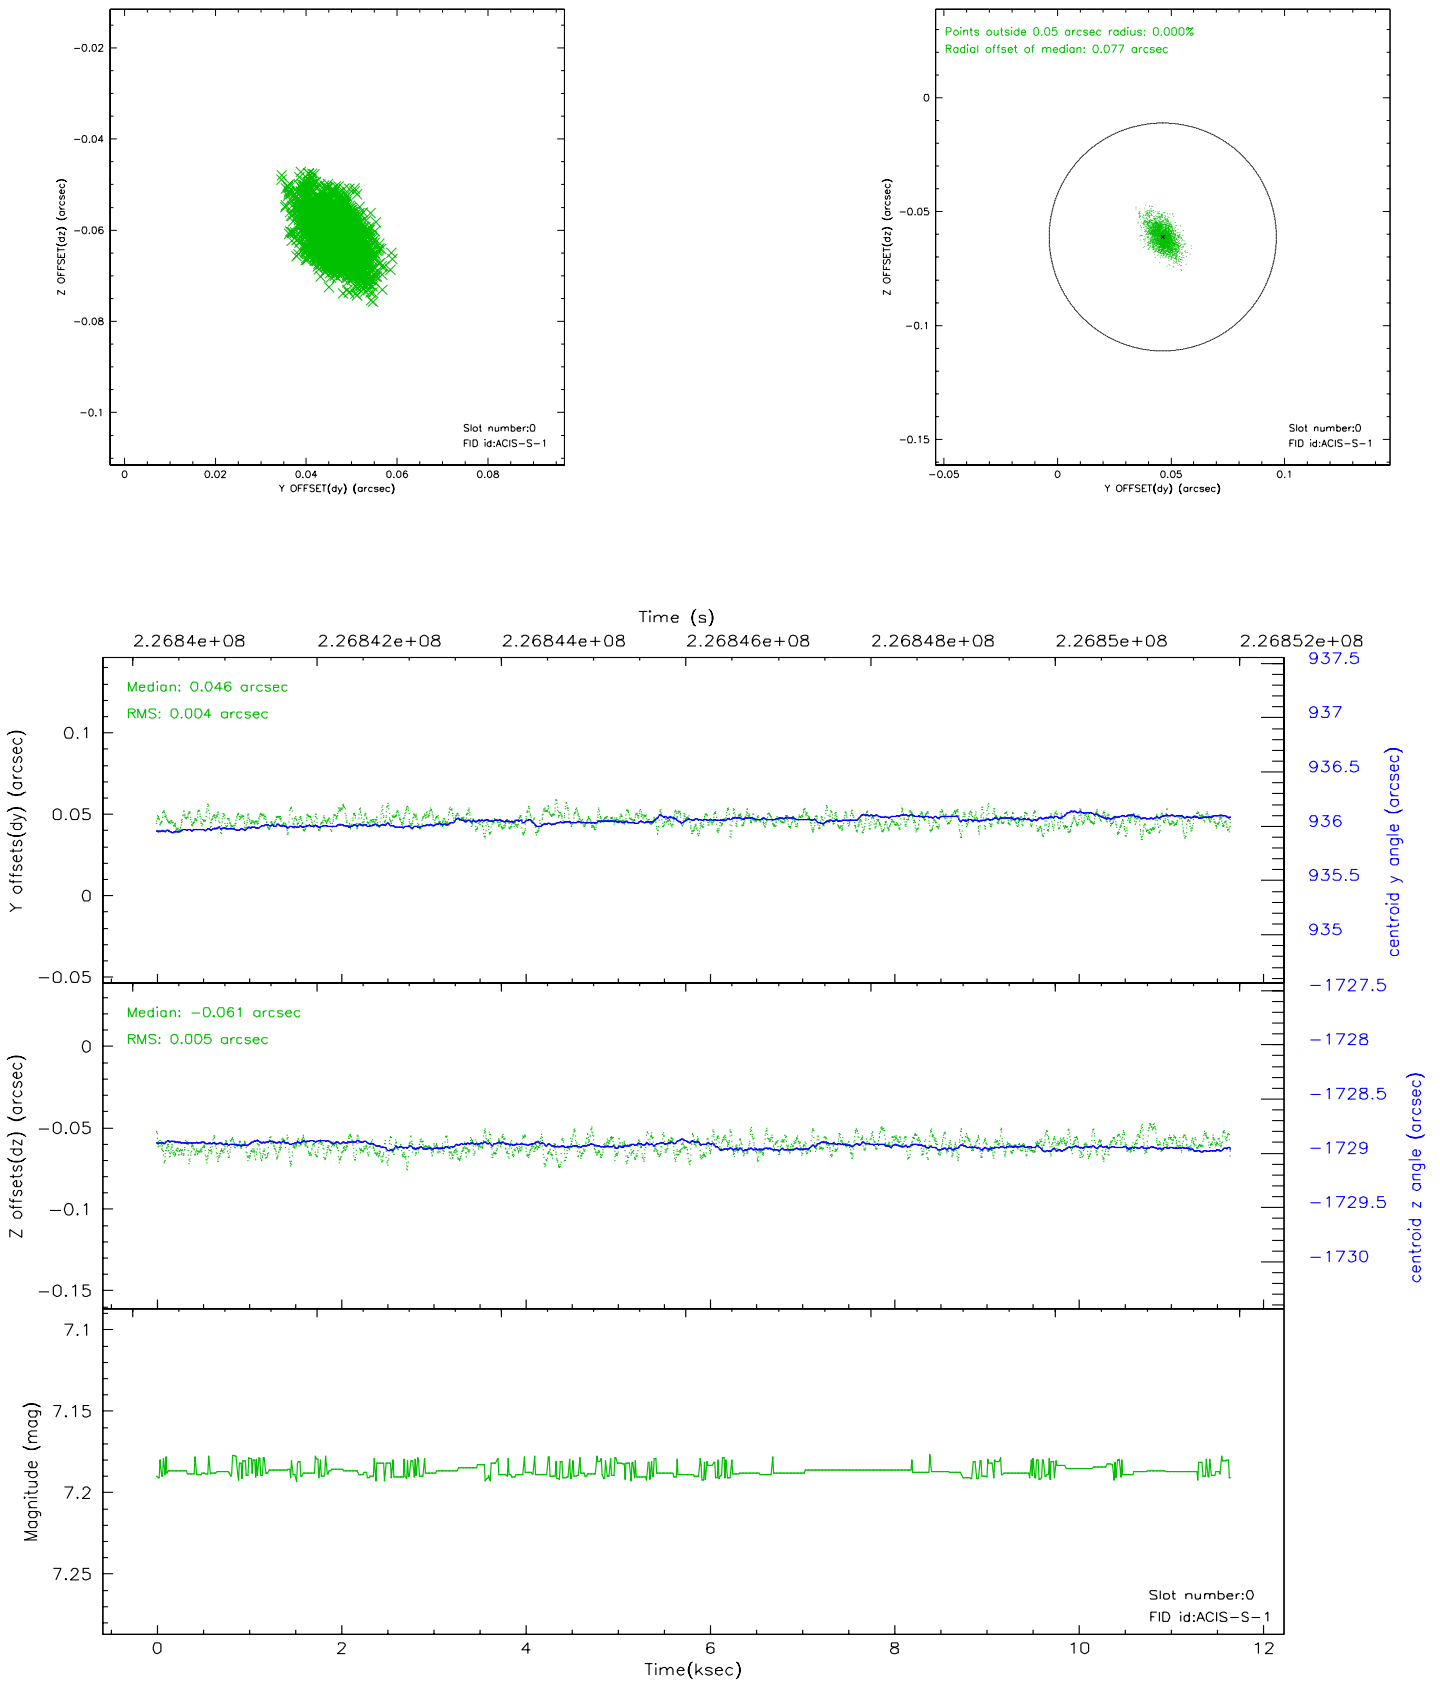 -0.02
-0.04
-0.06
-0.08
-0.1
Z OFFSET(dz) (arcsec)
Slot number:0
FID id:ACIS-S-1
0 0.02 0.04 0.06 0.08
Y OFFSET(dy) (arcsec)
Points outside 0.05 arcsec radius: 0.000%
Radial offset of median: 0.077 arcsec
0
-0.05
-0.1
-0.15
Z OFFSET(dz) (arcsec)
Slot number:0
FID id:ACIS-S-1
-0.05 0 0.05 0.1
Y OFFSET(dy) (arcsec)
Time (s)
2.2684e+08 2.26842e+08 2.26844e+08 2.26846e+08 2.26848e+08 2.2685e+08 2.26852e+08
Median: 0.046 arcsec
RMS: 0.004 arcsec
0.1
0.05
0
-0.05
Y offsets(dy) (arcsec)
937.5
937
936.5
936
935.5
935
centroid y angle (arcsec)
Median: -0.061 arcsec
RMS: 0.005 arcsec
0
-0.05
-0.1
-0.15
Z offsets(dz) (arcsec)
-1727.5
-1728
-1728.5
-1729
-1729.5
-1730
centroid z angle (arcsec)
7.1
7.15
7.2
7.25
Magnitude (mag)
Slot number:0
FID id:ACIS-S-1
0 2 4 6 8 10 12
Time(ksec)